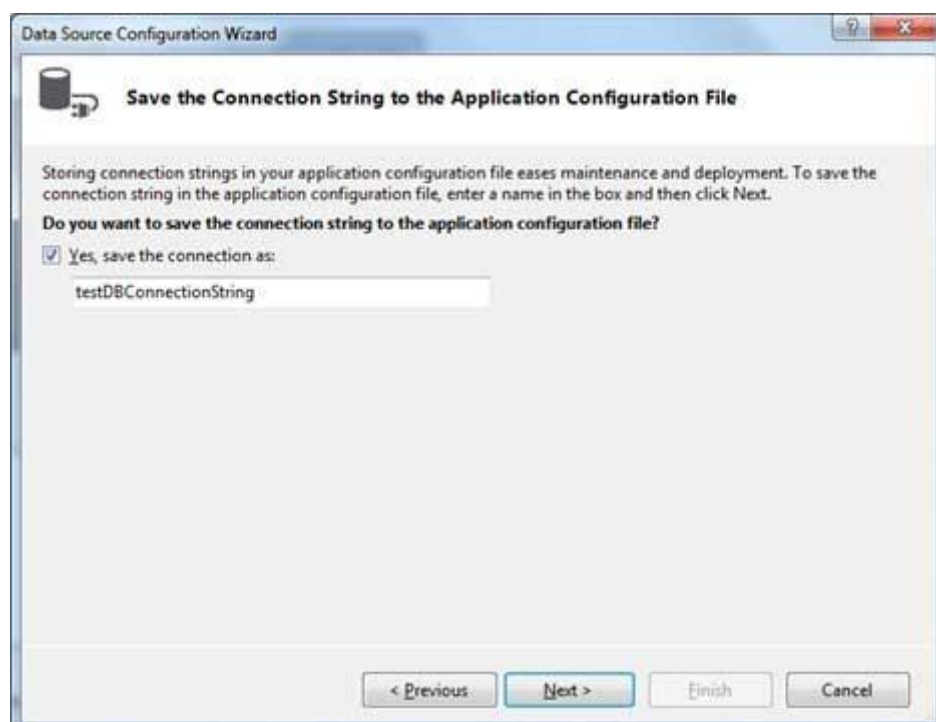 Data Source Configuration Wizard
?
Save the Connection String to the Application Configuration File
Storing connection strings in your application configuration file eases maintenance and deployment. To save the
connection string in the application configuration file, enter a name in the box and then click Next.
Do you want to save the connection string to the application configuration file?
Yes, save the connection as:
testDBConnectionString
< Previous
Next >
Finish
Cancel